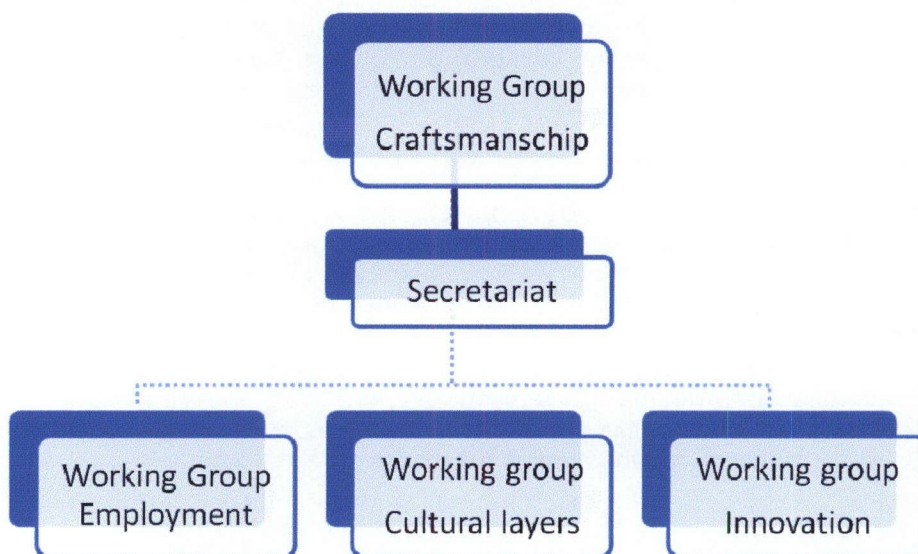 Working Group
Craftsmanschip
Secretariat
Working Group
Employment
Working group
Cultural layers
Working group
Innovation